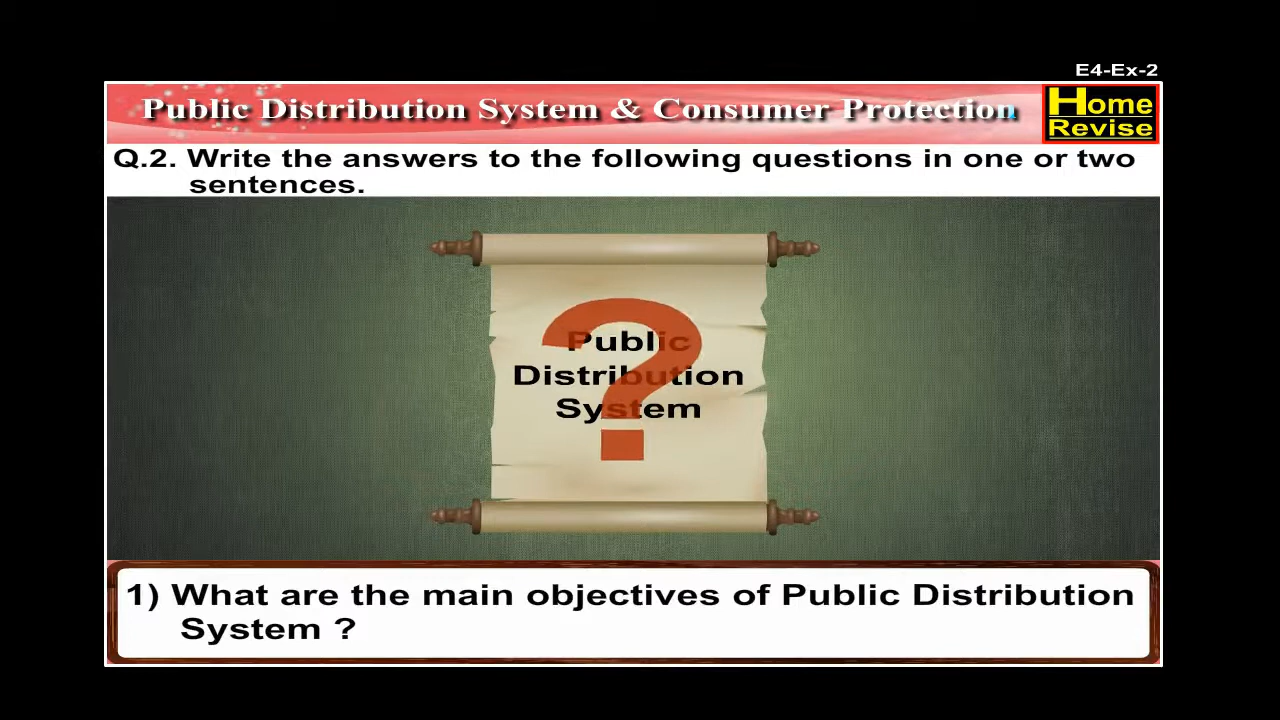 E4-Ex-2
Public Distribution System & Consumer Protection
Home
Revise
Q.2. Write the answers to the following questions in one or two
sentences.
Public
Distribution
System
?
1) What are the main objectives of Public Distribution
System ?